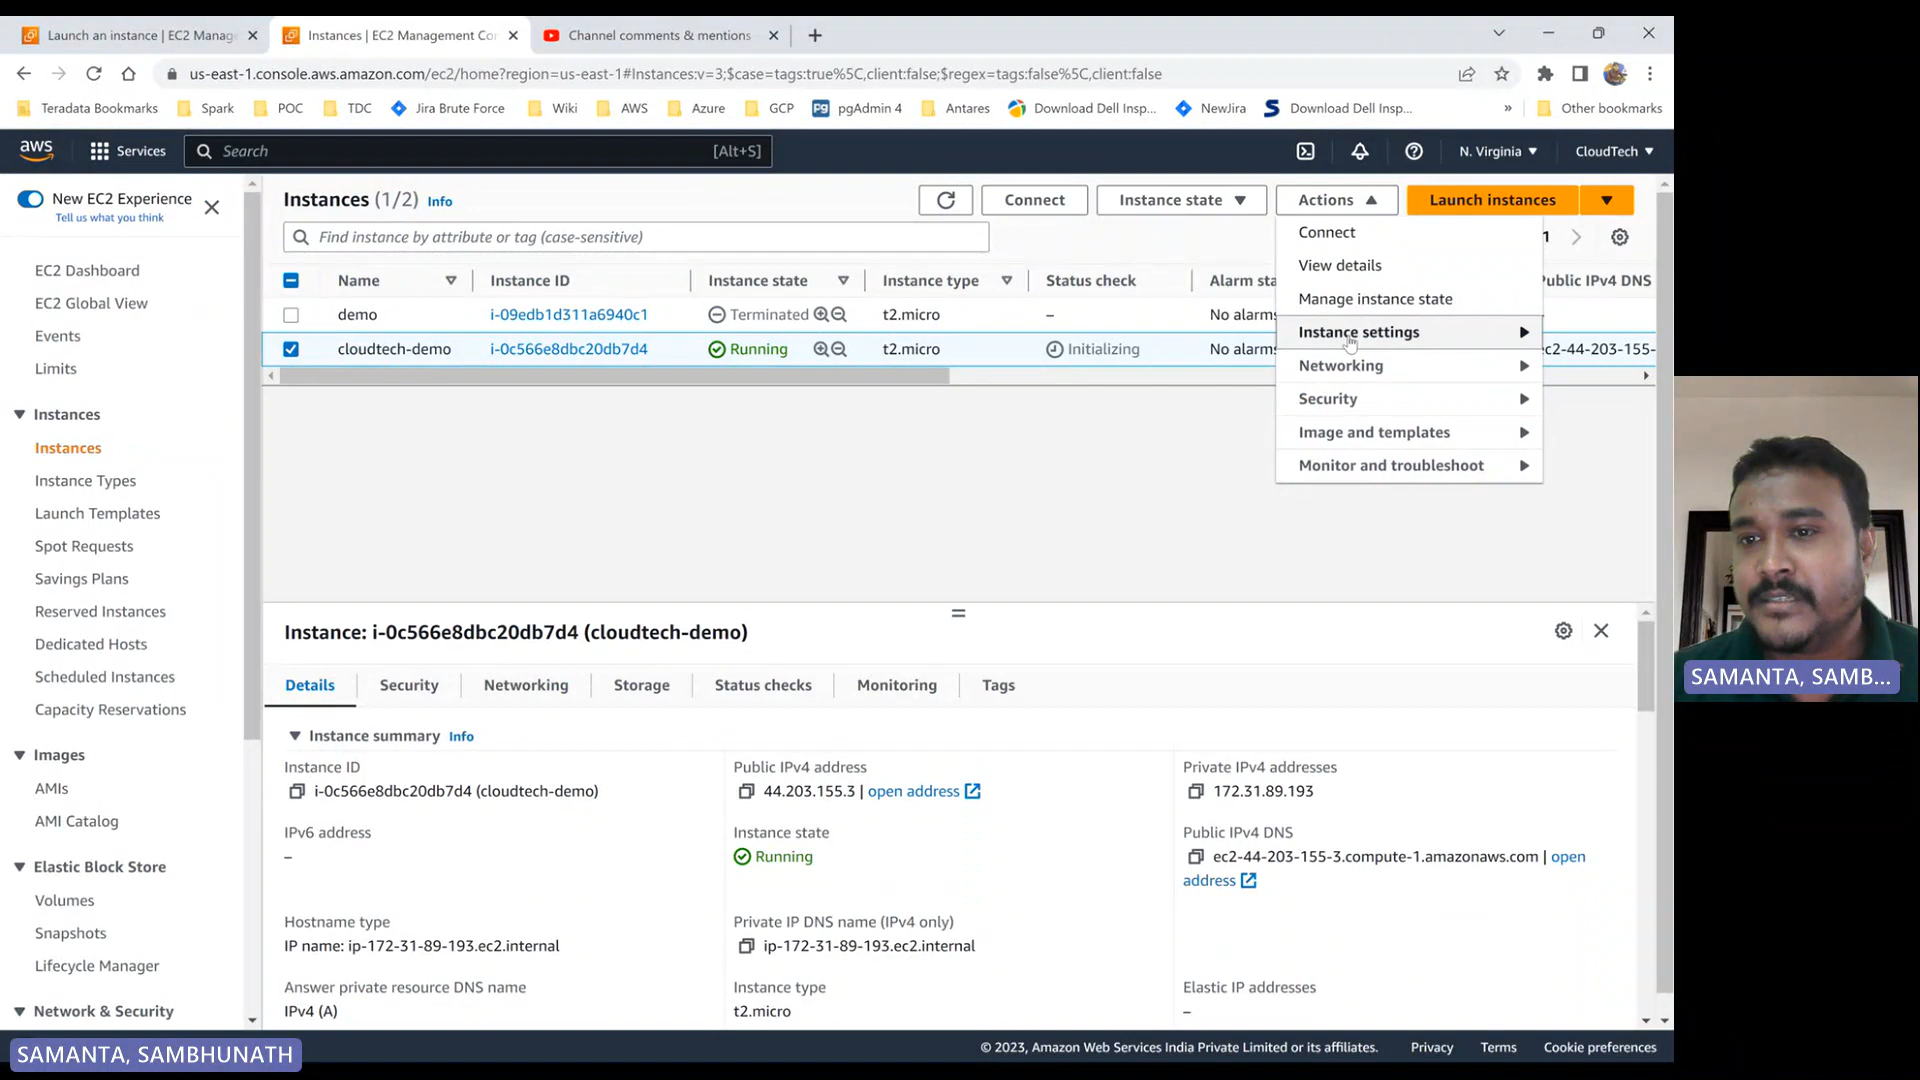 Launch an instance | EC2 Manag
Instances | EC2 Management Co
Channel comments & mentions
us-east-1.console.aws.amazon.com/ec2/home?region=us-east-1#Instances:v=3;$case=tags:true%5C,client:false;$regex=tags:false%5C,client:false
Teradata Bookmarks
Spark
POC
TDC
Jira Brute Force
Wiki
AWS
Azure
GCP
pgAdmin 4
Antares
Download Dell Insp...
NewJira
Download Dell Insp...
»
Other bookmarks
aws
Services
Search
[Alt+S]
N. Virginia
CloudTech
New EC2 Experience
Tell us what you think
EC2 Dashboard
EC2 Global View
Events
Limits
Instances
Instances
Instance Types
Launch Templates
Spot Requests
Savings Plans
Reserved Instances
Dedicated Hosts
Scheduled Instances
Capacity Reservations
Images
AMIs
AMI Catalog
Elastic Block Store
Volumes
Snapshots
Lifecycle Manager
Network & Security
Instances (1/2) Info
Connect
Instance state
Actions
Launch instances
Find instance by attribute or tag (case-sensitive)
1
Name
Instance ID
Instance state
Instance type
Status check
Alarm sta
Public IPv4 DNS
demo
i-09edb1d311a6940c1
Terminated
t2.micro
–
No alarms
cloudtech-demo
i-0c566e8dbc20db7d4
Running
t2.micro
Initializing
No alarms
ec2-44-203-155-
Connect
View details
Manage instance state
Instance settings
Networking
Security
Image and templates
Monitor and troubleshoot
Instance: i-0c566e8dbc20db7d4 (cloudtech-demo)
Details
Security
Networking
Storage
Status checks
Monitoring
Tags
Instance summary Info
Instance ID
i-0c566e8dbc20db7d4 (cloudtech-demo)
Public IPv4 address
44.203.155.3 | open address
Private IPv4 addresses
172.31.89.193
IPv6 address
–
Instance state
Running
Public IPv4 DNS
ec2-44-203-155-3.compute-1.amazonaws.com | open
address
Hostname type
IP name: ip-172-31-89-193.ec2.internal
Private IP DNS name (IPv4 only)
ip-172-31-89-193.ec2.internal
Answer private resource DNS name
IPv4 (A)
Instance type
t2.micro
Elastic IP addresses
–
© 2023, Amazon Web Services India Private Limited or its affiliates.
Privacy
Terms
Cookie preferences
SAMANTA, SAMBHUNATH
SAMANTA, SAMB...